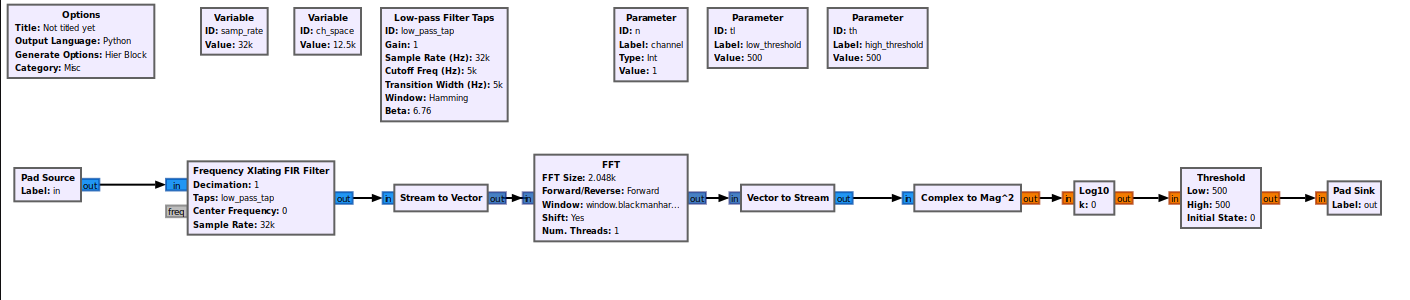 Options
Title: Not titled yet
Output Language: Python
Generate Options: Hier Block
Category: Misc
Variable
ID: samp_rate
Value: 32k
Variable
ID: ch_space
Value: 12.5k
Low-pass Filter Taps
ID: low_pass_tap
Gain: 1
Sample Rate (Hz): 32k
Cutoff Freq (Hz): 5k
Transition Width (Hz): 5k
Window: Hamming
Beta: 6.76
Parameter
ID: n
Label: channel
Type: Int
Value: 1
Parameter
ID: tl
Label: low_threshold
Value: 500
Parameter
ID: th
Label: high_threshold
Value: 500
Pad Source
Label: in
out
in
freq
Frequency Xlating FIR Filter
Decimation: 1
Taps: low_pass_tap
Center Frequency: 0
Sample Rate: 32k
out
in
Stream to Vector
out
in
FFT
FFT Size: 2.048k
Forward/Reverse: Forward
Window: window.blackmanhar...
Shift: Yes
Num. Threads: 1
out
in
Vector to Stream
out
in
Complex to Mag^2
out
in
Log10
k: 0
out
in
Threshold
Low: 500
High: 500
Initial State: 0
out
in
Pad Sink
Label: out